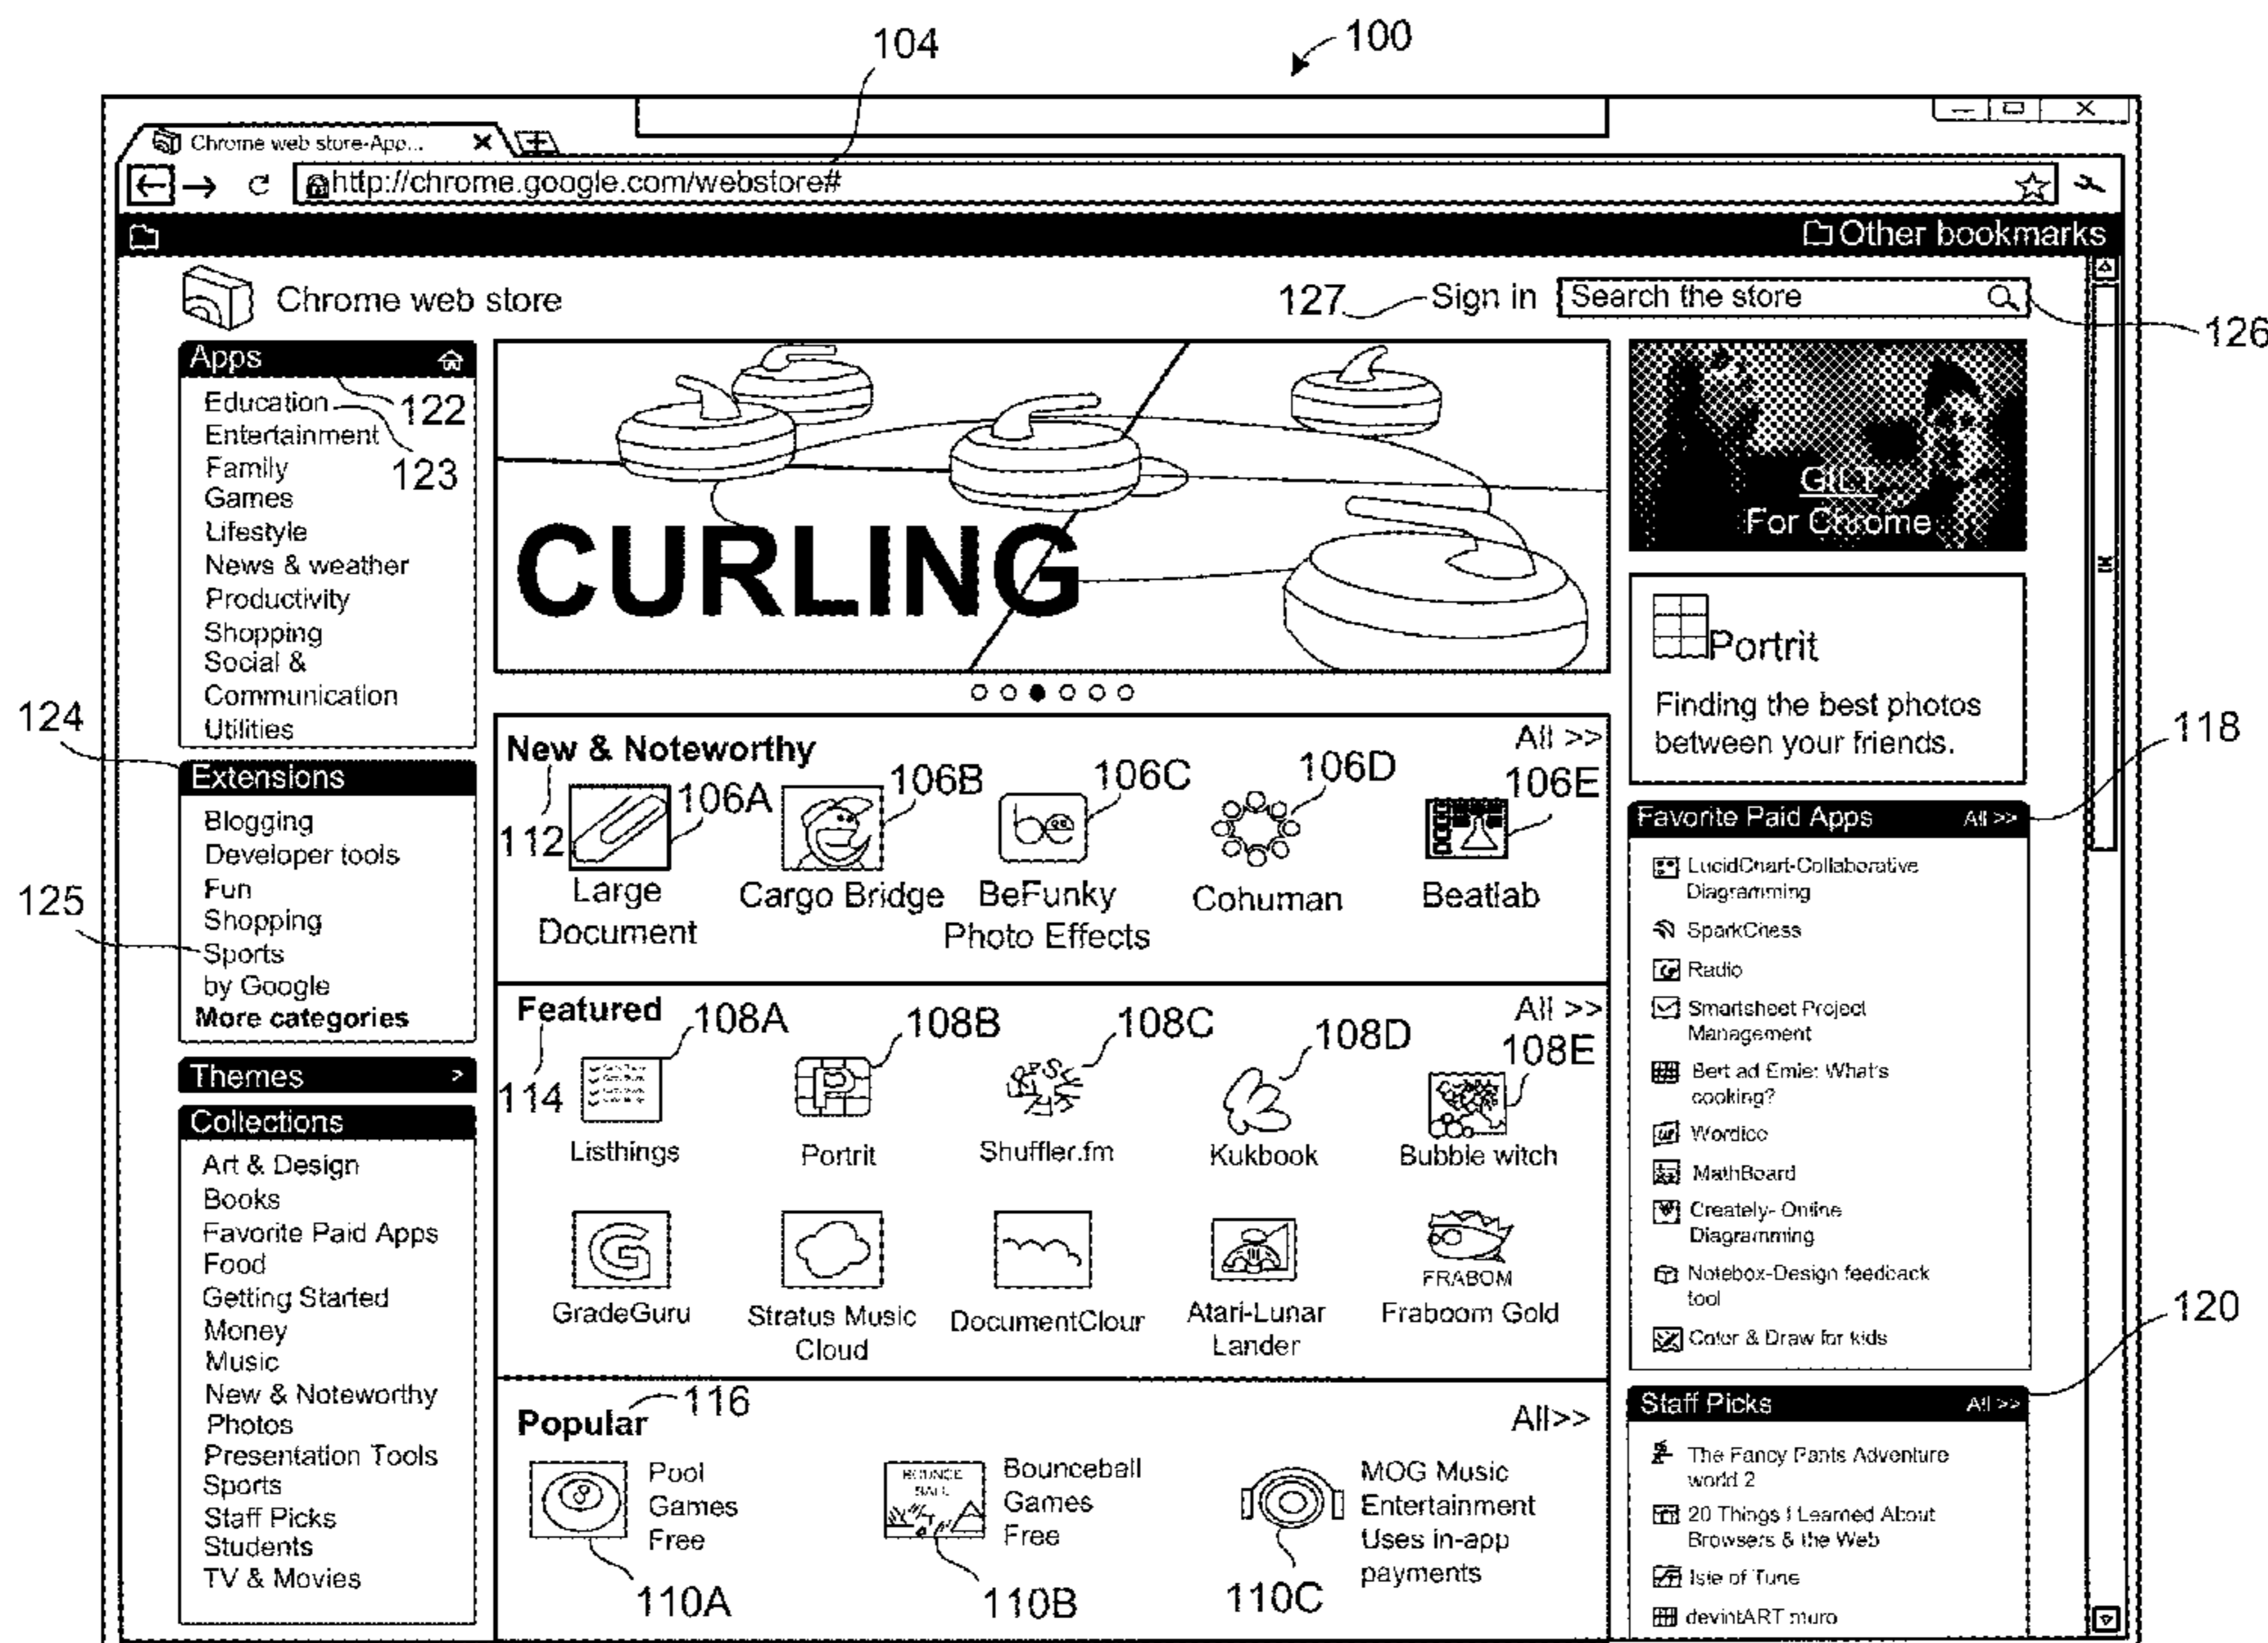 100
104
Chrome web store-App...
http://chrome.google.com/webstore#
Other bookmarks
Chrome web store
127
Sign in
Search the store
126
Apps
122
Education
123
Entertainment
Family
Games
Lifestyle
News & weather
Productivity
Shopping
Social &
Communication
Utilities
124
Extensions
Blogging
Developer tools
Fun
Shopping
125
Sports
by Google
More categories
Themes >
Collections
Art & Design
Books
Favorite Paid Apps
Food
Getting Started
Money
Music
New & Noteworthy
Photos
Presentation Tools
Sports
Staff Picks
Students
TV & Movies
CURLING
New & Noteworthy
All >>
112
106A
106B
106C
106D
106E
Large
Document
Cargo Bridge
BeFunky
Photo Effects
Cohuman
Beatlab
Featured
All >>
114
108A
108B
108C
108D
108E
Listhings
Portrit
Shuffler.fm
Kukbook
Bubble witch
GradeGuru
Stratus Music
Cloud
DocumentClour
Atari-Lunar
Lander
FRABOM
Fraboom Gold
Popular
116
All>>
Pool
Games
Free
110A
BOUNCE
BALL
Bounceball
Games
Free
110B
MOG Music
Entertainment
Uses in-app
payments
110C
GILT
For Chrome
Portrit
Finding the best photos
between your friends.
118
Favorite Paid Apps All >>
LucidChart-Collaborative
Diagramming
SparkChess
Radio
Smartsheet Project
Management
Bert ad Emie: What's
cooking?
Wordico
MathBoard
Creately- Online
Diagramming
Notebox-Design feedback
tool
Color & Draw for kids
120
Staff Picks All >>
The Fancy Pants Adventure
world 2
20 Things I Learned About
Browsers & the Web
Isle of Tune
devintART muro